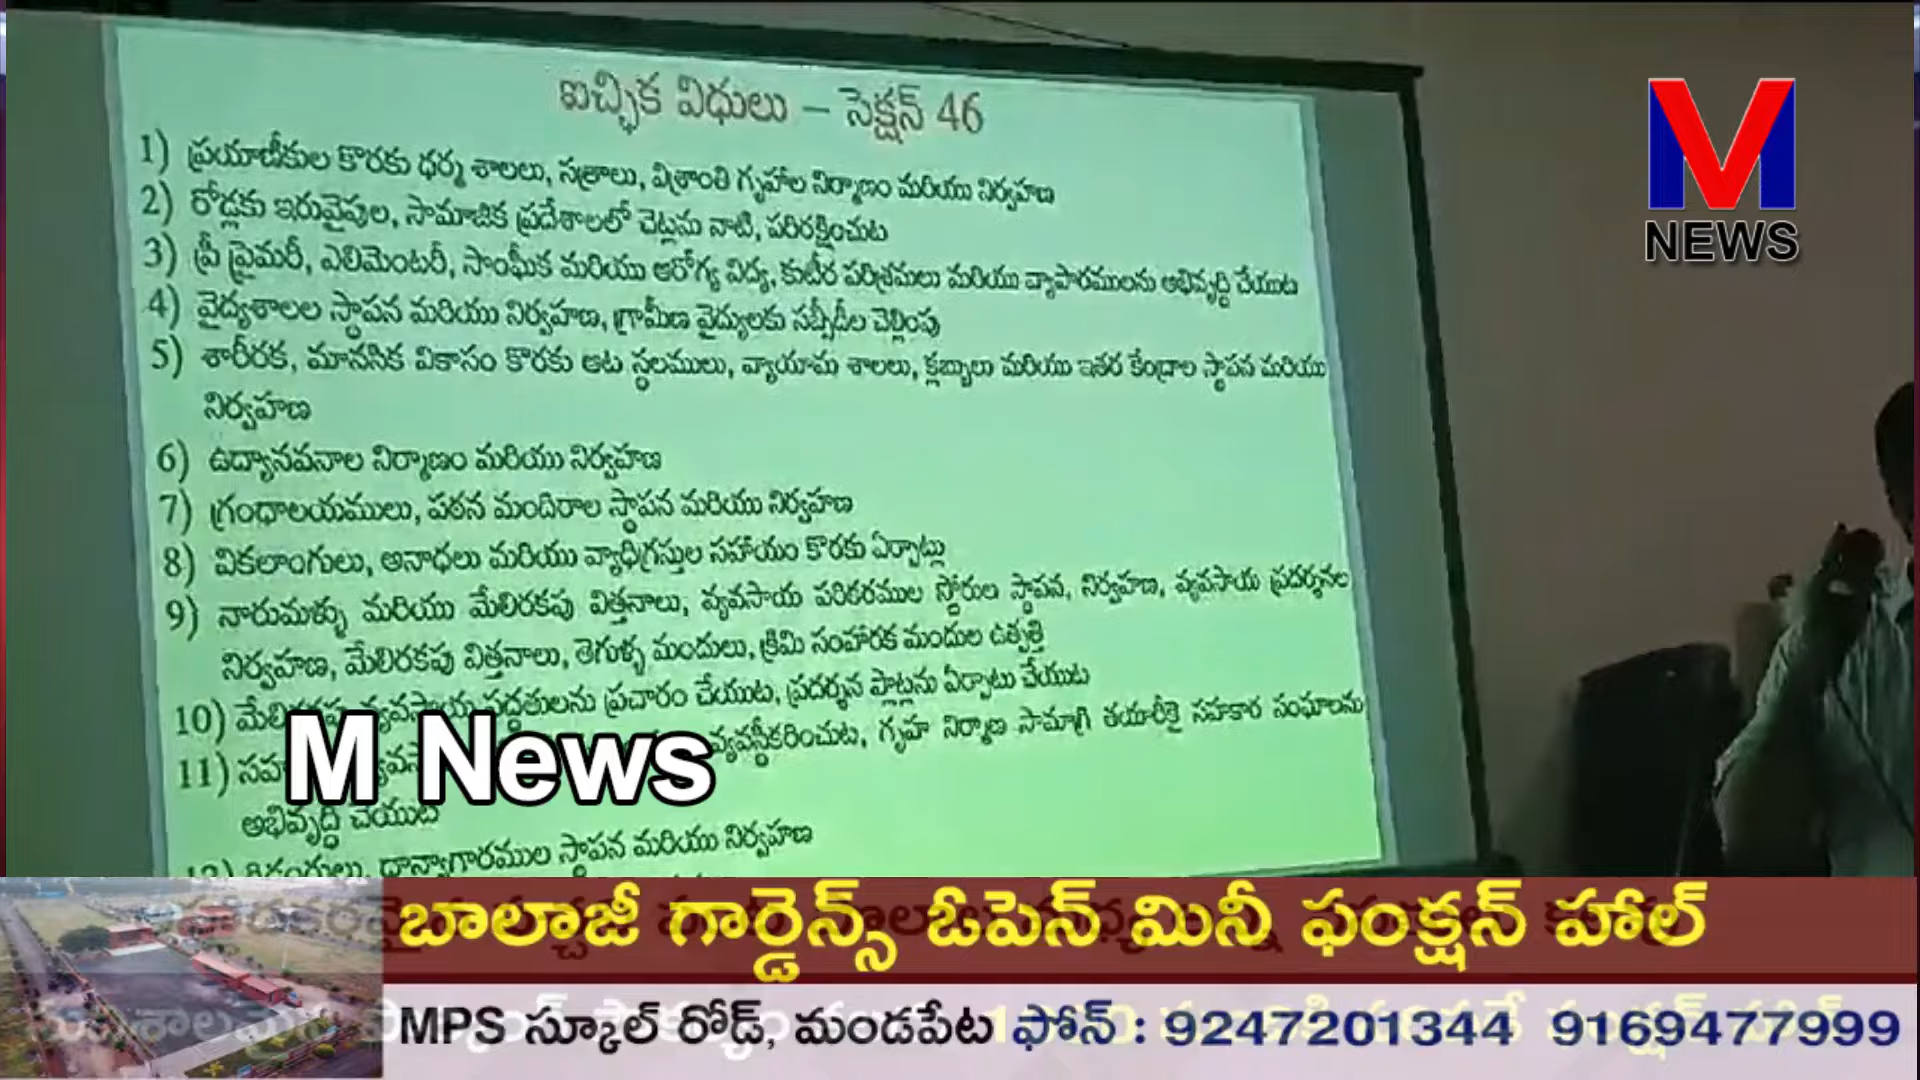 ఐచ్ఛిక విధులు – సెక్షన్ 46
1) ప్రయాణీకుల కొరకు ధర్మ శాలలు, సత్రాలు, విశ్రాంతి గృహాల నిర్మాణం మరియు నిర్వహణ
2) రోడ్లకు ఇరువైపుల, సామాజిక ప్రదేశాలలో చెట్లను నాటి, పరిరక్షించుట
3) ప్రీ ప్రైమరీ, ఎలిమెంటరీ, సాంఘీక మరియు ఆరోగ్య విద్య, కుటీర పరిశ్రమలు మరియు వ్యాపారములను అభివృద్ధి చేయుట
4) వైద్యశాలల స్థాపన మరియు నిర్వహణ, గ్రామీణ వైద్యులకు సబ్సీడీల చెల్లింపు
5) శారీరక, మానసిక వికాసం కొరకు ఆట స్థలములు, వ్యాయామ శాలలు, క్లబ్బులు మరియు ఇతర కేంద్రాల స్థాపన మరియు
నిర్వహణ
6) ఉద్యానవనాల నిర్మాణం మరియు నిర్వహణ
7) గ్రంథాలయములు, పఠన మందిరాల స్థాపన మరియు నిర్వహణ
8) వికలాంగులు, అనాధలు మరియు వ్యాధిగ్రస్తుల సహాయం కొరకు ఏర్పాట్లు
9) నారుమళ్ళు మరియు మేలిరకపు విత్తనాలు, వ్యవసాయ పరికరముల స్టోరుల స్థాపన, నిర్వహణ, వ్యవసాయ ప్రదర్శనల
నిర్వహణ, మేలిరకపు విత్తనాలు, తెగుళ్ళ మందులు, క్రిమి సంహారక మందుల ఉత్పత్తి
10) వ్యవసాయ పద్ధతులను ప్రచారం చేయుట, ప్రదర్శన ప్లాట్లను ఏర్పాటు చేయుట
11) వ్యవస్థీకరించుట, గృహ నిర్మాణ సామాగ్రి తయారీకై సహకార సంఘాలను
అభివృద్ధి చేయుట
ధాన్యాగారముల స్థాపన మరియు నిర్వహణ
M
NEWS
M News
బాలాజీ గార్డెన్స్ ఓపెన్ మిన్నీ ఫంక్షన్ హాల్
MPS స్కూల్ రోడ్, మండపేట ఫోన్ : 9247201344 9169477999